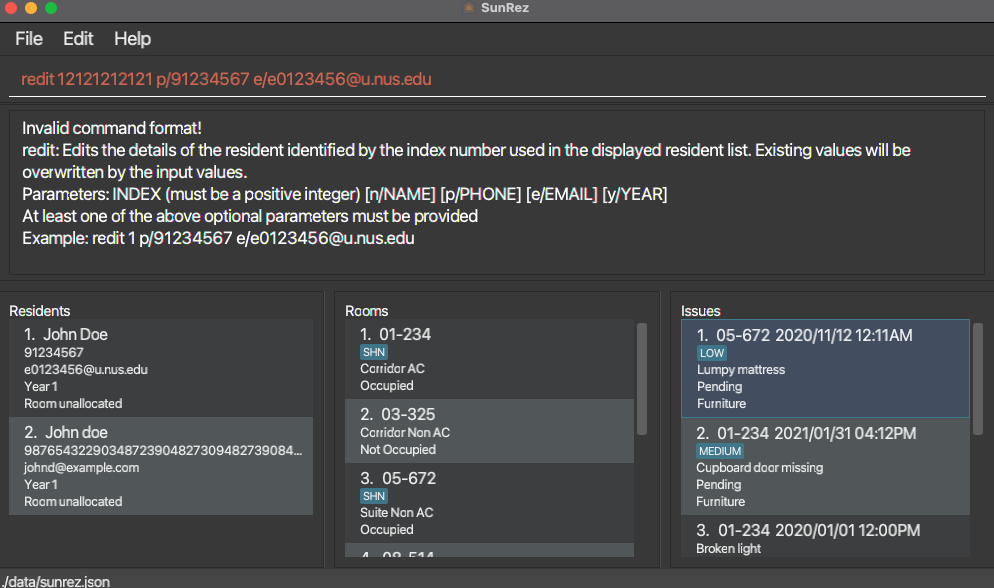 SunRez
File Edit Help
redit 12121212121 p/91234567 e/e0123456@u.nus.edu
Invalid command format!
redit: Edits the details of the resident identified by the index number used in the displayed resident list. Existing values will be
overwritten by the input values.
Parameters: INDEX (must be a positive integer) [n/NAME] [p/PHONE] [e/EMAIL] [y/YEAR]
At least one of the above optional parameters must be provided
Example: redit 1 p/91234567 e/e0123456@u.nus.edu
Residents
1. John Doe
91234567
e0123456@u.nus.edu
Year 1
Room unallocated
2. John doe
98765432290348723904827309482739084...
johnd@example.com
Year 1
Room unallocated
Rooms
1. 01-234
SHN
Corridor AC
Occupied
2. 03-325
Corridor Non AC
Not Occupied
3. 05-672
SHN
Suite Non AC
Occupied
4. 08-514
Issues
1. 05-672 2020/11/12 12:11AM
LOW
Lumpy mattress
Pending
Furniture
2. 01-234 2021/01/31 04:12PM
MEDIUM
Cupboard door missing
Pending
Furniture
3. 01-234 2020/01/01 12:00PM
Broken light
./data/sunrez.json